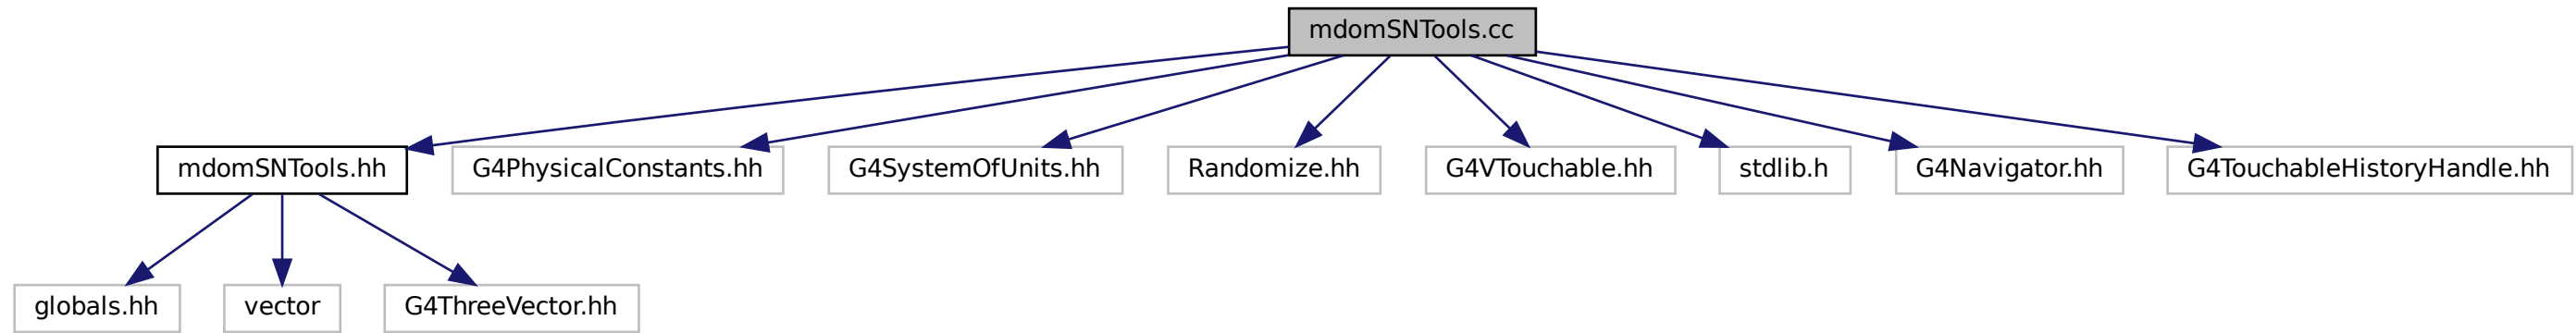 mdomSNTools.cc
mdomSNTools.hh
G4PhysicalConstants.hh
G4SystemOfUnits.hh
Randomize.hh
G4VTouchable.hh
stdlib.h
G4Navigator.hh
G4TouchableHistoryHandle.hh
globals.hh
vector
G4ThreeVector.hh